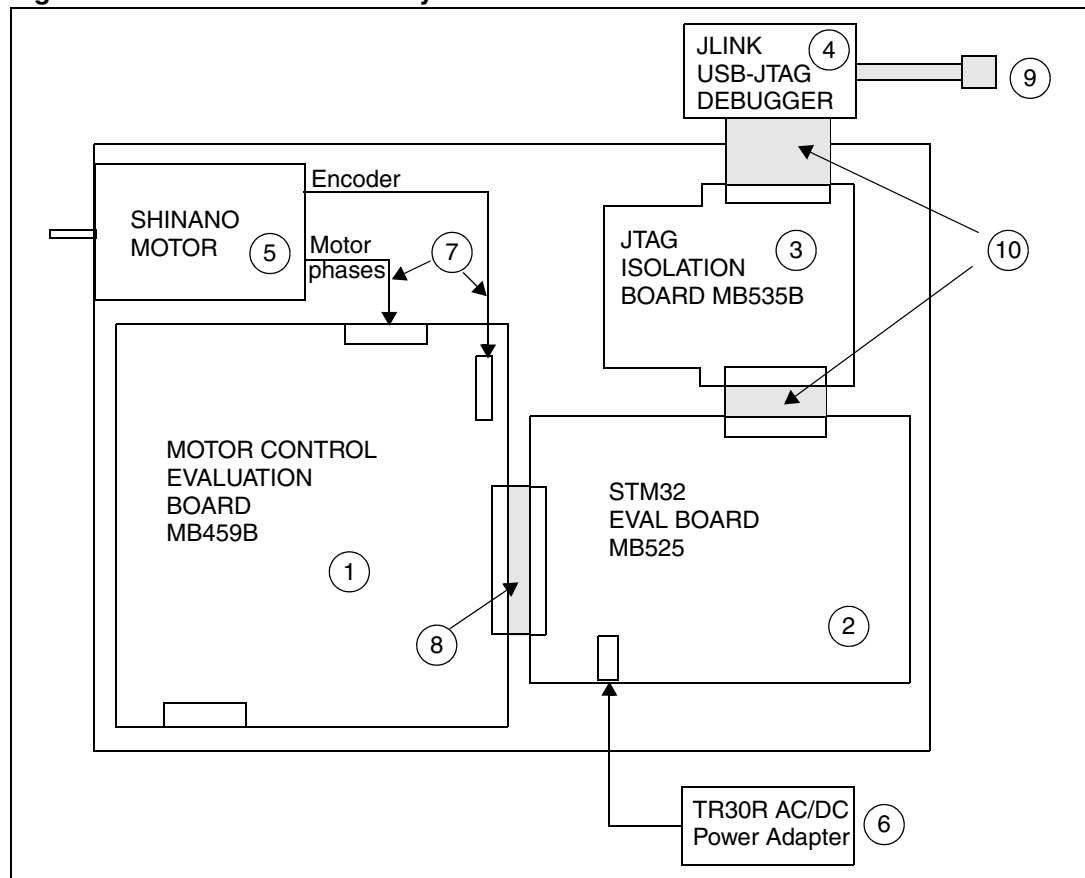 JLINK
USB-JTAG
DEBUGGER
4
9
Encoder
SHINANO
MOTOR
5
Motor
phases
7
JTAG
ISOLATION
BOARD MB535B
3
10
MOTOR CONTROL
EVALUATION
BOARD
MB459B
1
STM32
EVAL BOARD
MB525
2
8
TR30R AC/DC
Power Adapter
6